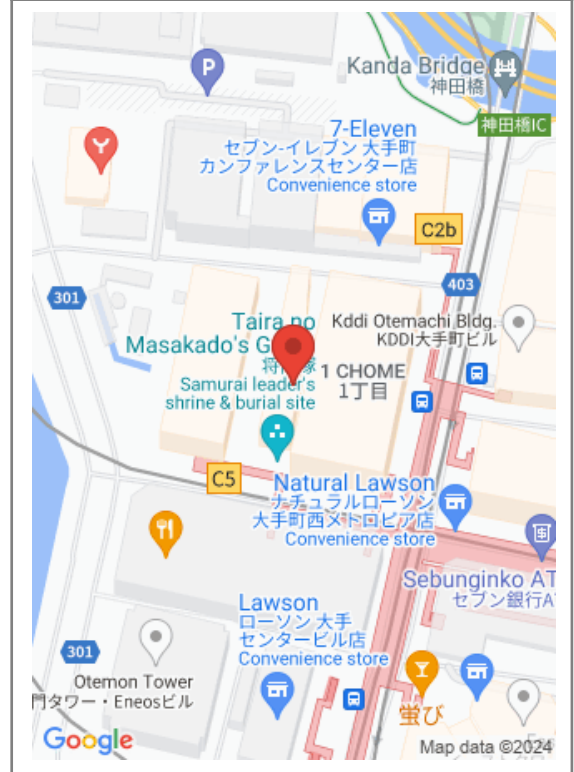 P
Kanda Bridge
神田橋
神田橋IC
7-Eleven
セブン-イレブン 大手町
カンファレンスセンター店
Convenience store
C2b
301
403
Taira no
Masakado's G
Samurai leader's
shrine & burial site
Kddi Otemachi Bldg.
KDDI大手町ビル
1 CHOME
1丁目
C5
Natural Lawson
ナチュラルローソン
大手町西メトロピア店
Convenience store
Sebunginko AT
セブン銀行A
Lawson
ローソン 大手
センタービル店
Convenience store
301
Otemon Tower
門タワー・Eneosビル
蛍び
Google
Map data ©2024